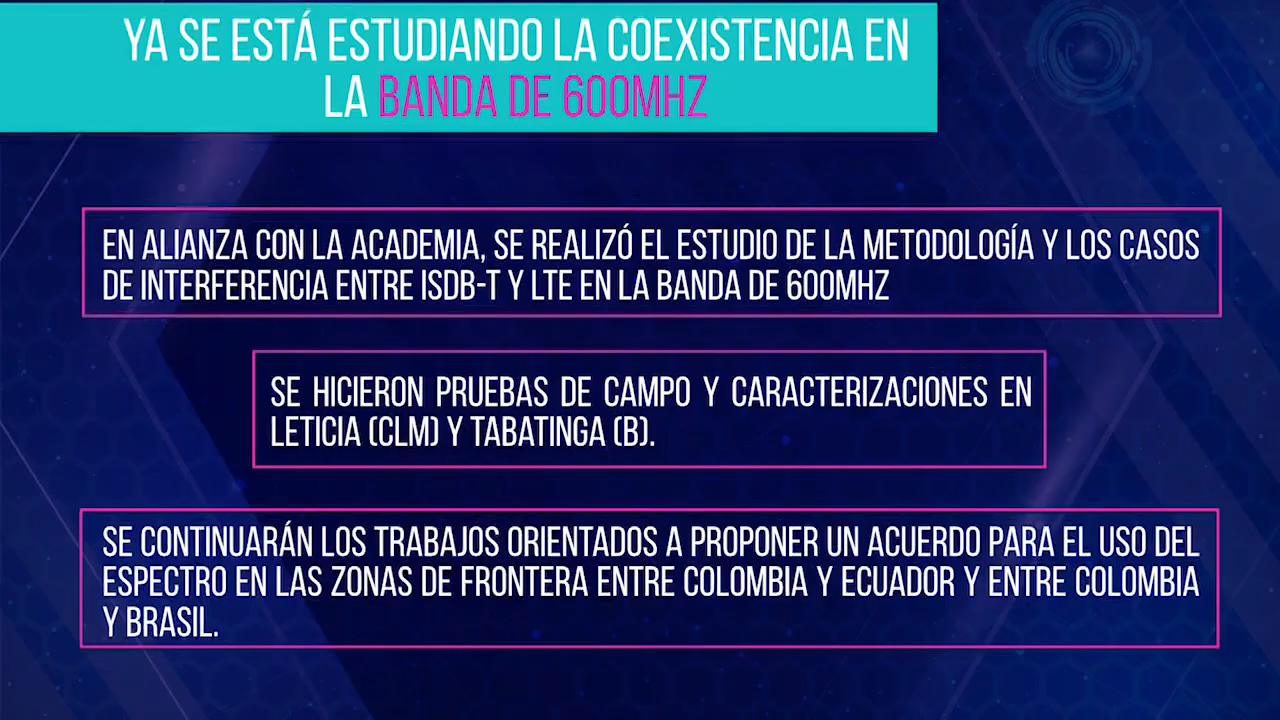 YA SE ESTÁ ESTUDIANDO LA COEXISTENCIA EN
LA BANDA DE 600MHZ
EN ALIANZA CON LA ACADEMIA, SE REALIZÓ EL ESTUDIO DE LA METODOLOGÍA Y LOS CASOS
DE INTERFERENCIA ENTRE ISDB-T Y LTE EN LA BANDA DE 600MHZ
SE HICIERON PRUEBAS DE CAMPO Y CARACTERIZACIONES EN
LETICIA (CLM) Y TABATINGA (B).
SE CONTINUARÁN LOS TRABAJOS ORIENTADOS A PROPONER UN ACUERDO PARA EL USO DEL
ESPECTRO EN LAS ZONAS DE FRONTERA ENTRE COLOMBIA Y ECUADOR Y ENTRE COLOMBIA
Y BRASIL.